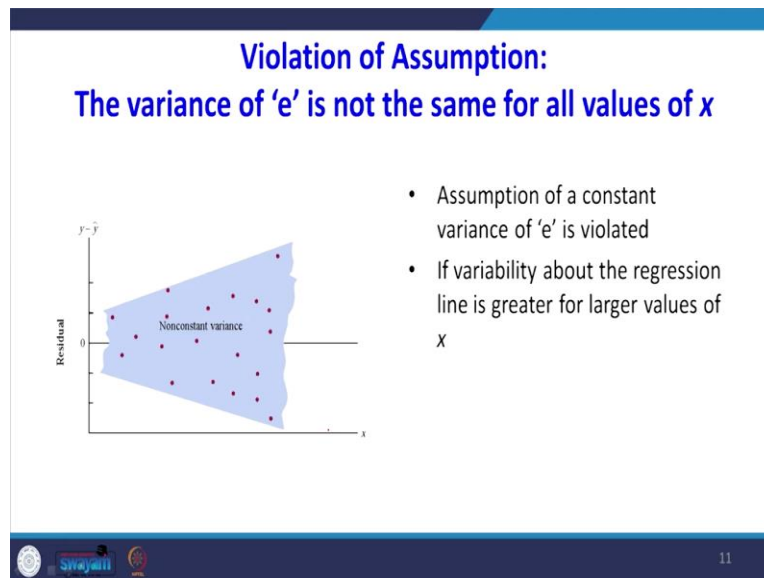 Violation of Assumption:
The variance of ‘e’ is not the same for all values of x
y – ŷ
Residual
0
Nonconstant variance
x
• Assumption of a constant
variance of ‘e’ is violated
• If variability about the regression
line is greater for larger values of
x
swayam
11